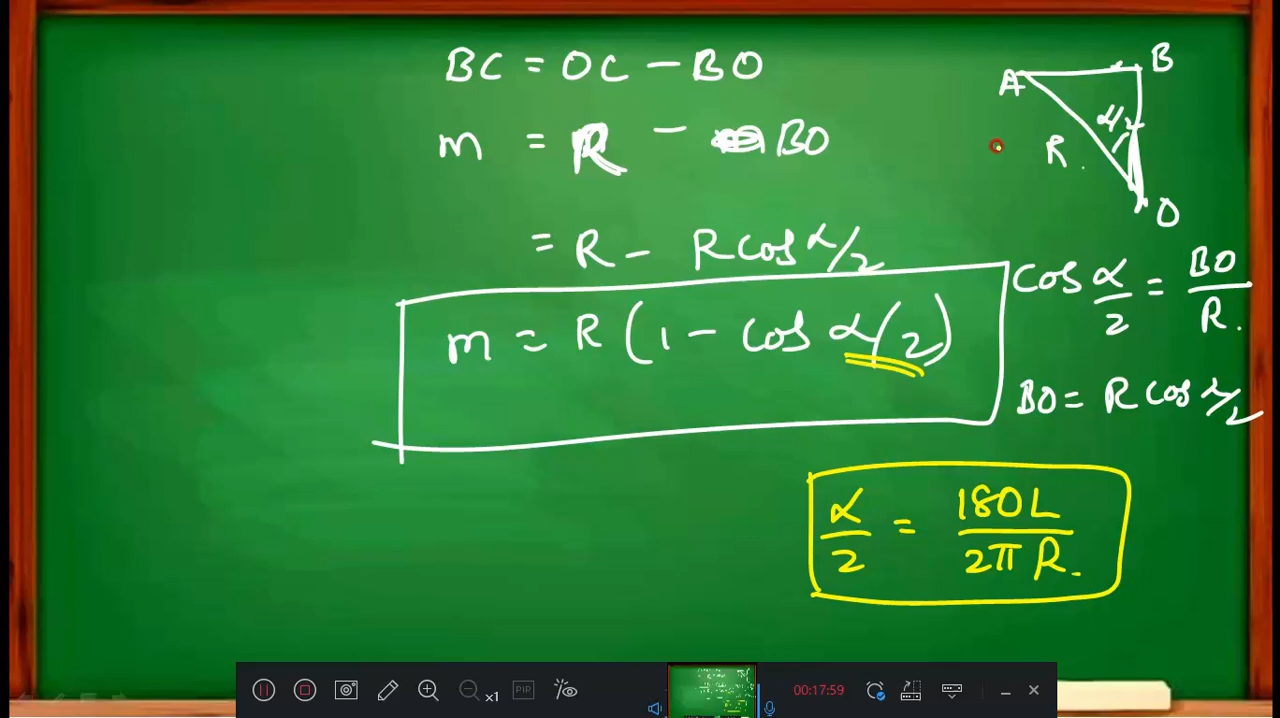 BC = OC − BO
m = R − BO
= R − R cos α/2
m = R (1 − cos α/2)
A
B
α/2
R
O
cos α/2 = BO/R.
BO = R cos α/2
α/2 = 180L/2πR.
x1
PIP
00:17:59